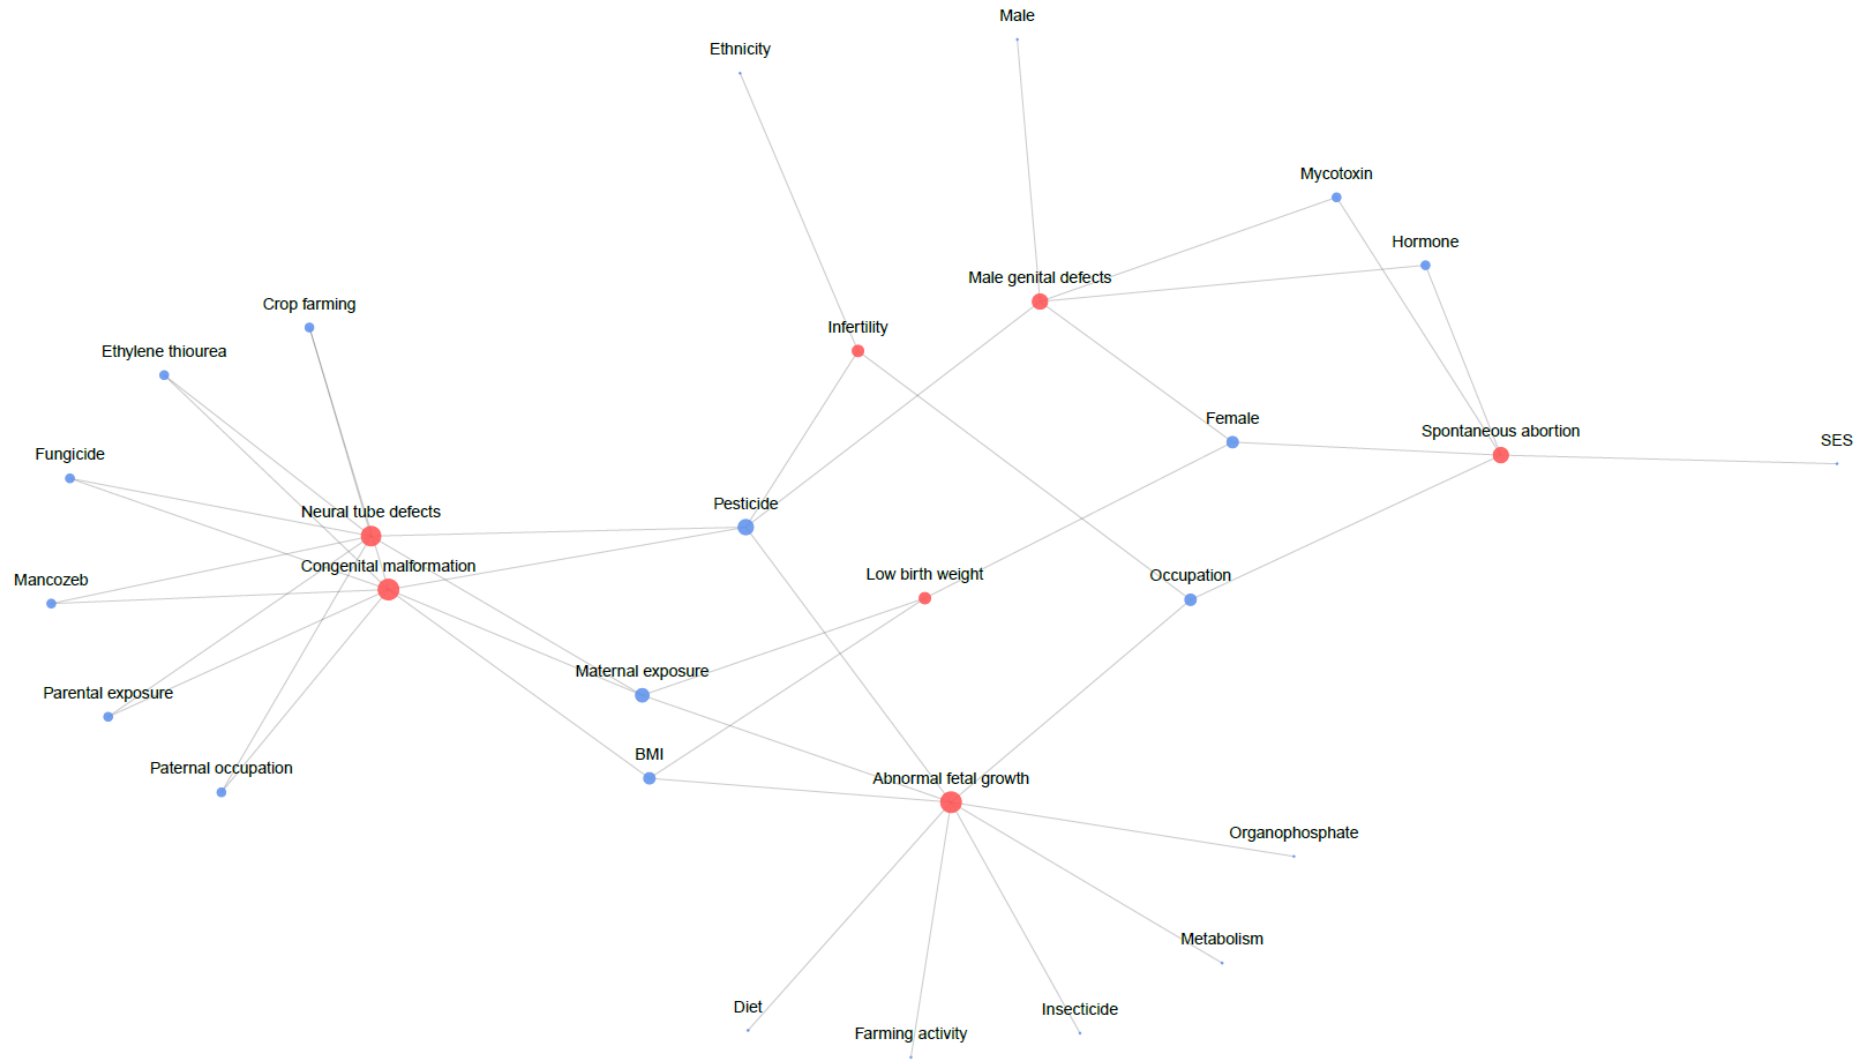 Male
Ethnicity
Mycotoxin
Hormone
Male genital defects
Crop farming
Infertility
Ethylene thiourea
Female
Spontaneous abortion
SES
Fungicide
Pesticide
Neural tube defects
Congenital malformation
Low birth weight
Occupation
Mancozeb
Maternal exposure
Parental exposure
BMI
Paternal occupation
Abnormal fetal growth
Organophosphate
Metabolism
Diet
Insecticide
Farming activity